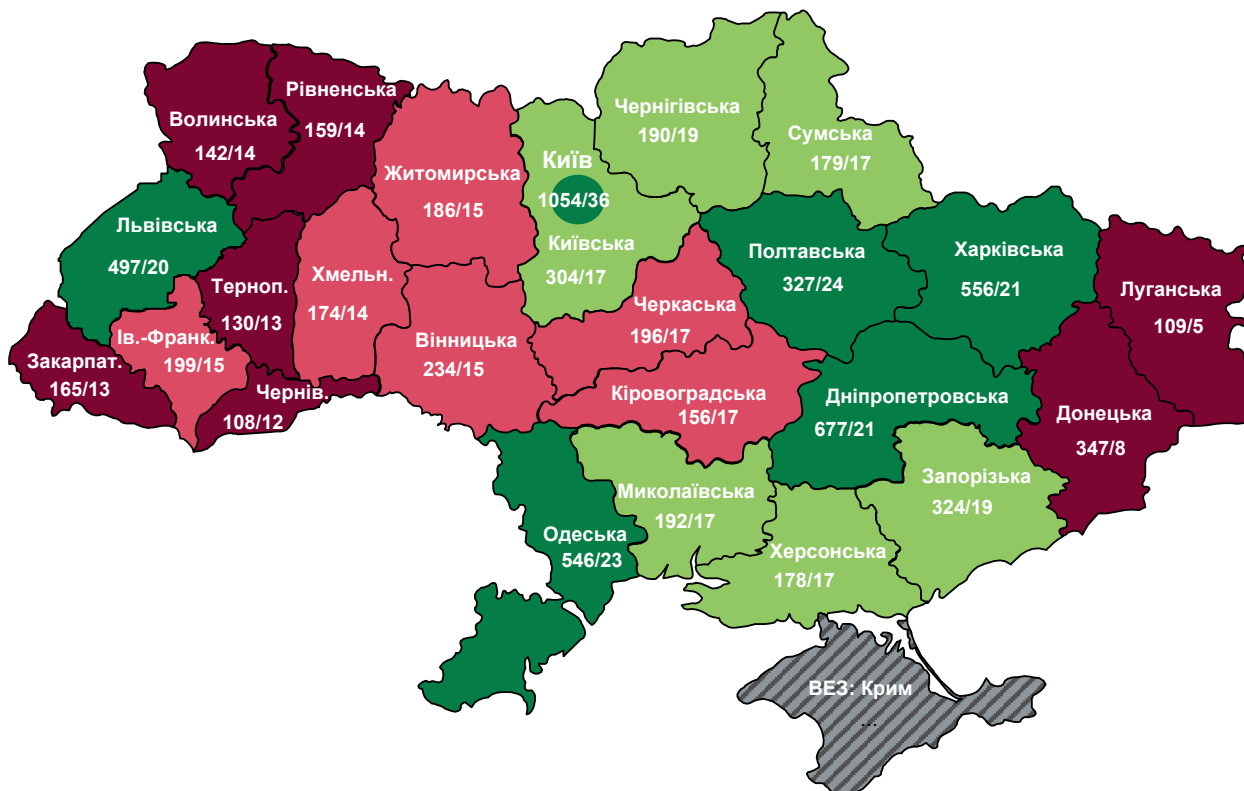 Волинська
142/14
Рівненська
159/14
Житомирська
186/15
Київ
1054/36
Київська
304/17
Чернігівська
190/19
Сумська
179/17
Львівська
497/20
Терноп.
130/13
Хмельн.
174/14
Вінницька
234/15
Черкаська
196/17
Полтавська
327/24
Харківська
556/21
Луганська
109/5
Закарпат.
165/13
Ів.-Франк.
199/15
Чернів.
108/12
Кіровоградська
156/17
Дніпропетровська
677/21
Донецька
347/8
Одеська
546/23
Миколаївська
192/17
Херсонська
178/17
Запорізька
324/19
ВЕЗ: Крим
...